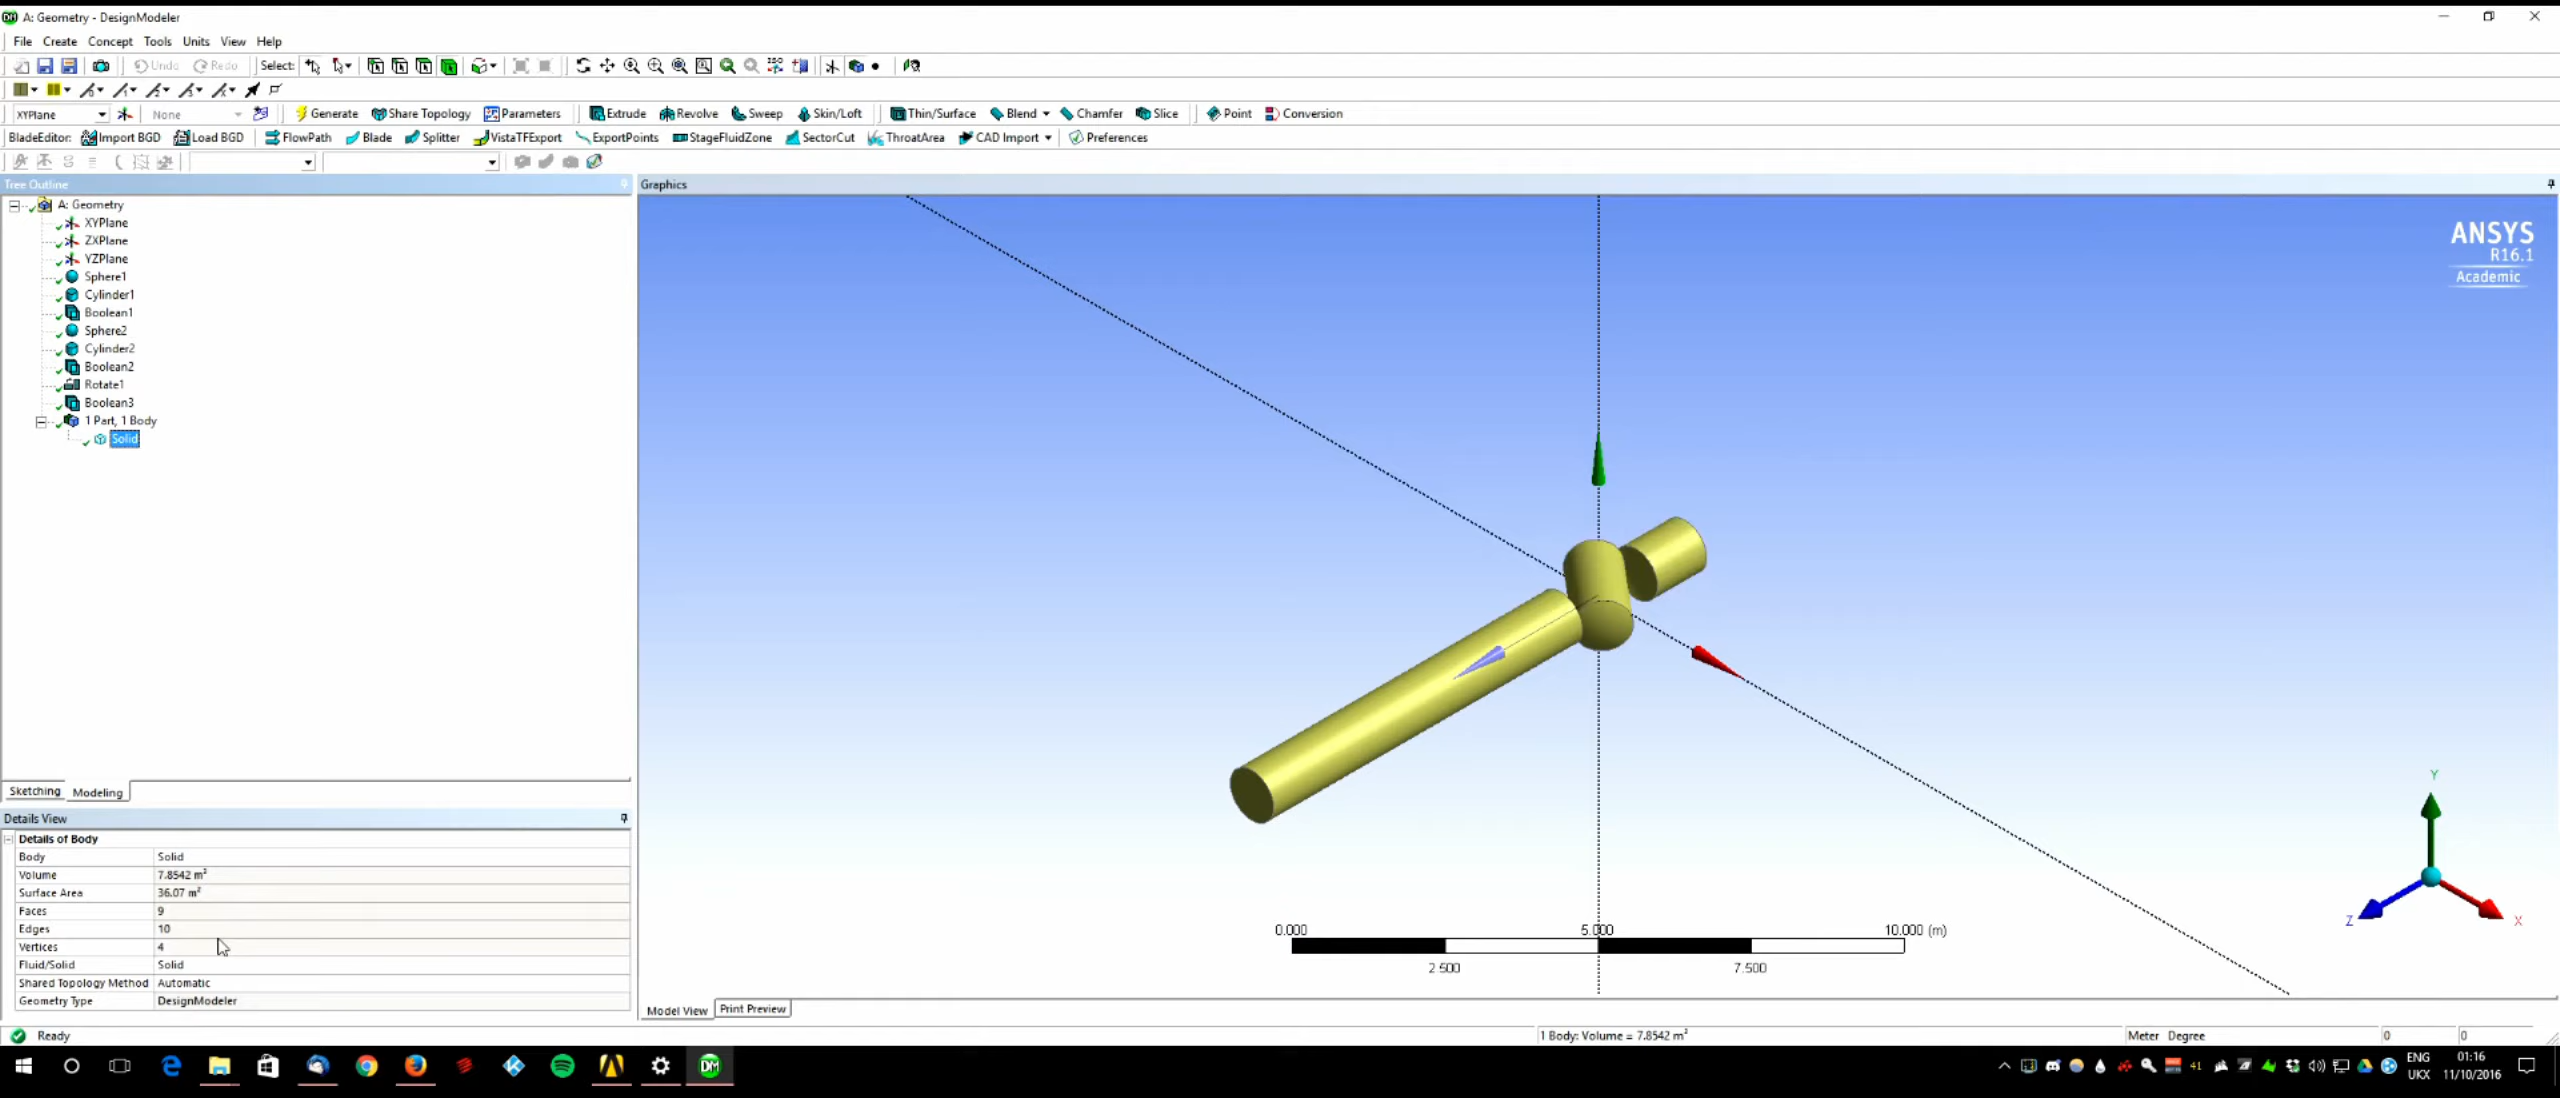 A: Geometry - DesignModeler
File Create Concept Tools Units View Help
Undo Redo Select:
XYPlane None Generate Share Topology Parameters Extrude Revolve Sweep Skin/Loft Thin/Surface Blend Chamfer Slice Point Conversion
BladeEditor: Import BGD Load BGD FlowPath Blade Splitter VistaTFExport ExportPoints StageFluidZone SectorCut ThroatArea CAD Import Preferences
Tree Outline
A: Geometry
XYPlane
ZXPlane
YZPlane
Sphere1
Cylinder1
Boolean1
Sphere2
Cylinder2
Boolean2
Rotate1
Boolean3
1 Part, 1 Body
Solid
Sketching Modeling
Details View
Details of Body
Body Solid
Volume 7.8542 m³
Surface Area 36.07 m²
Faces 9
Edges 10
Vertices 4
Fluid/Solid Solid
Shared Topology Method Automatic
Geometry Type DesignModeler
Graphics
ANSYS
R16.1
Academic
0.000 5.000 10.000 (m)
2.500 7.500
Y
Z
X
Model View Print Preview
Ready 1 Body: Volume = 7.8542 m³ Meter Degree 0 0
DM
41
ENG
UKX
01:16
11/10/2016